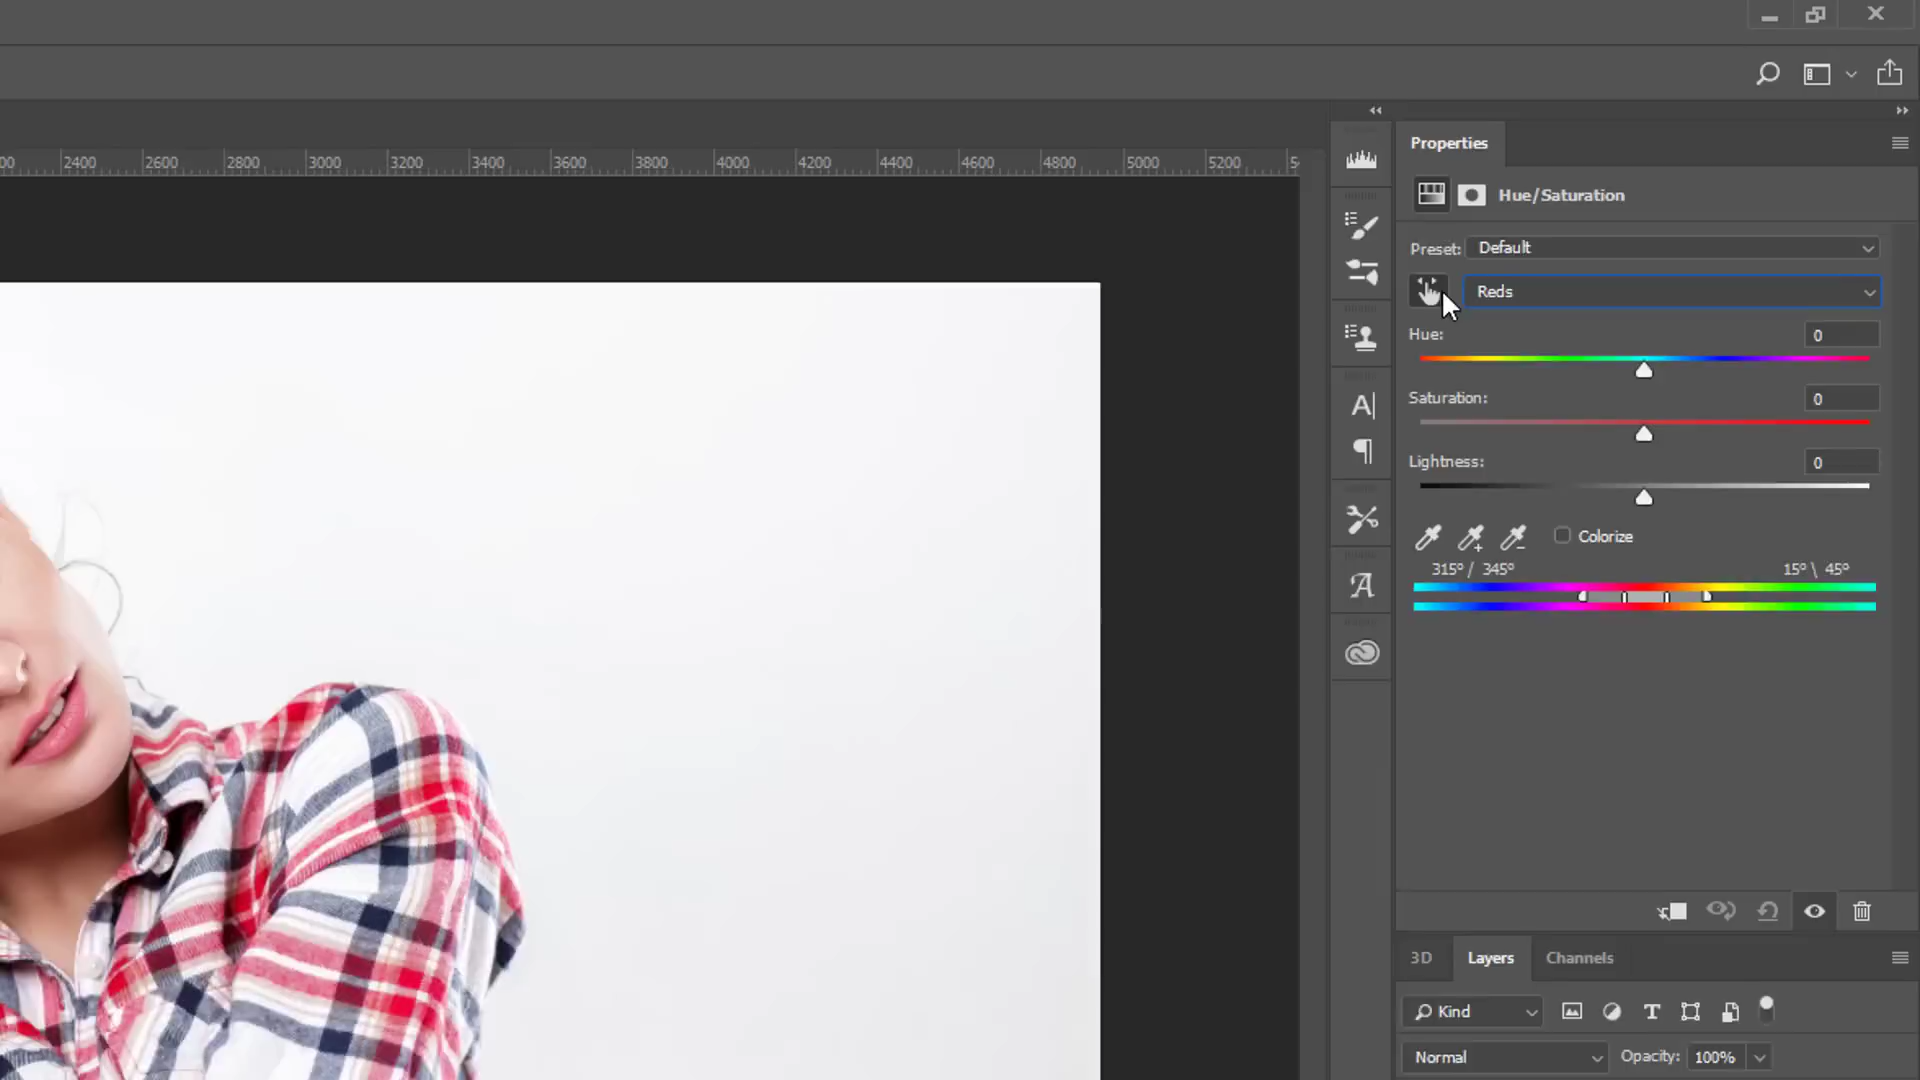 2400 2600 2800 3000 3200 3400 3600 3800 4000 4200 4400 4600 4800 5000 5200
Properties
Hue/Saturation
Preset: Default
Reds
Hue: 0
Saturation: 0
Lightness: 0
Colorize
315°/ 345° 15°\ 45°
3D Layers Channels
Kind
Normal Opacity: 100%